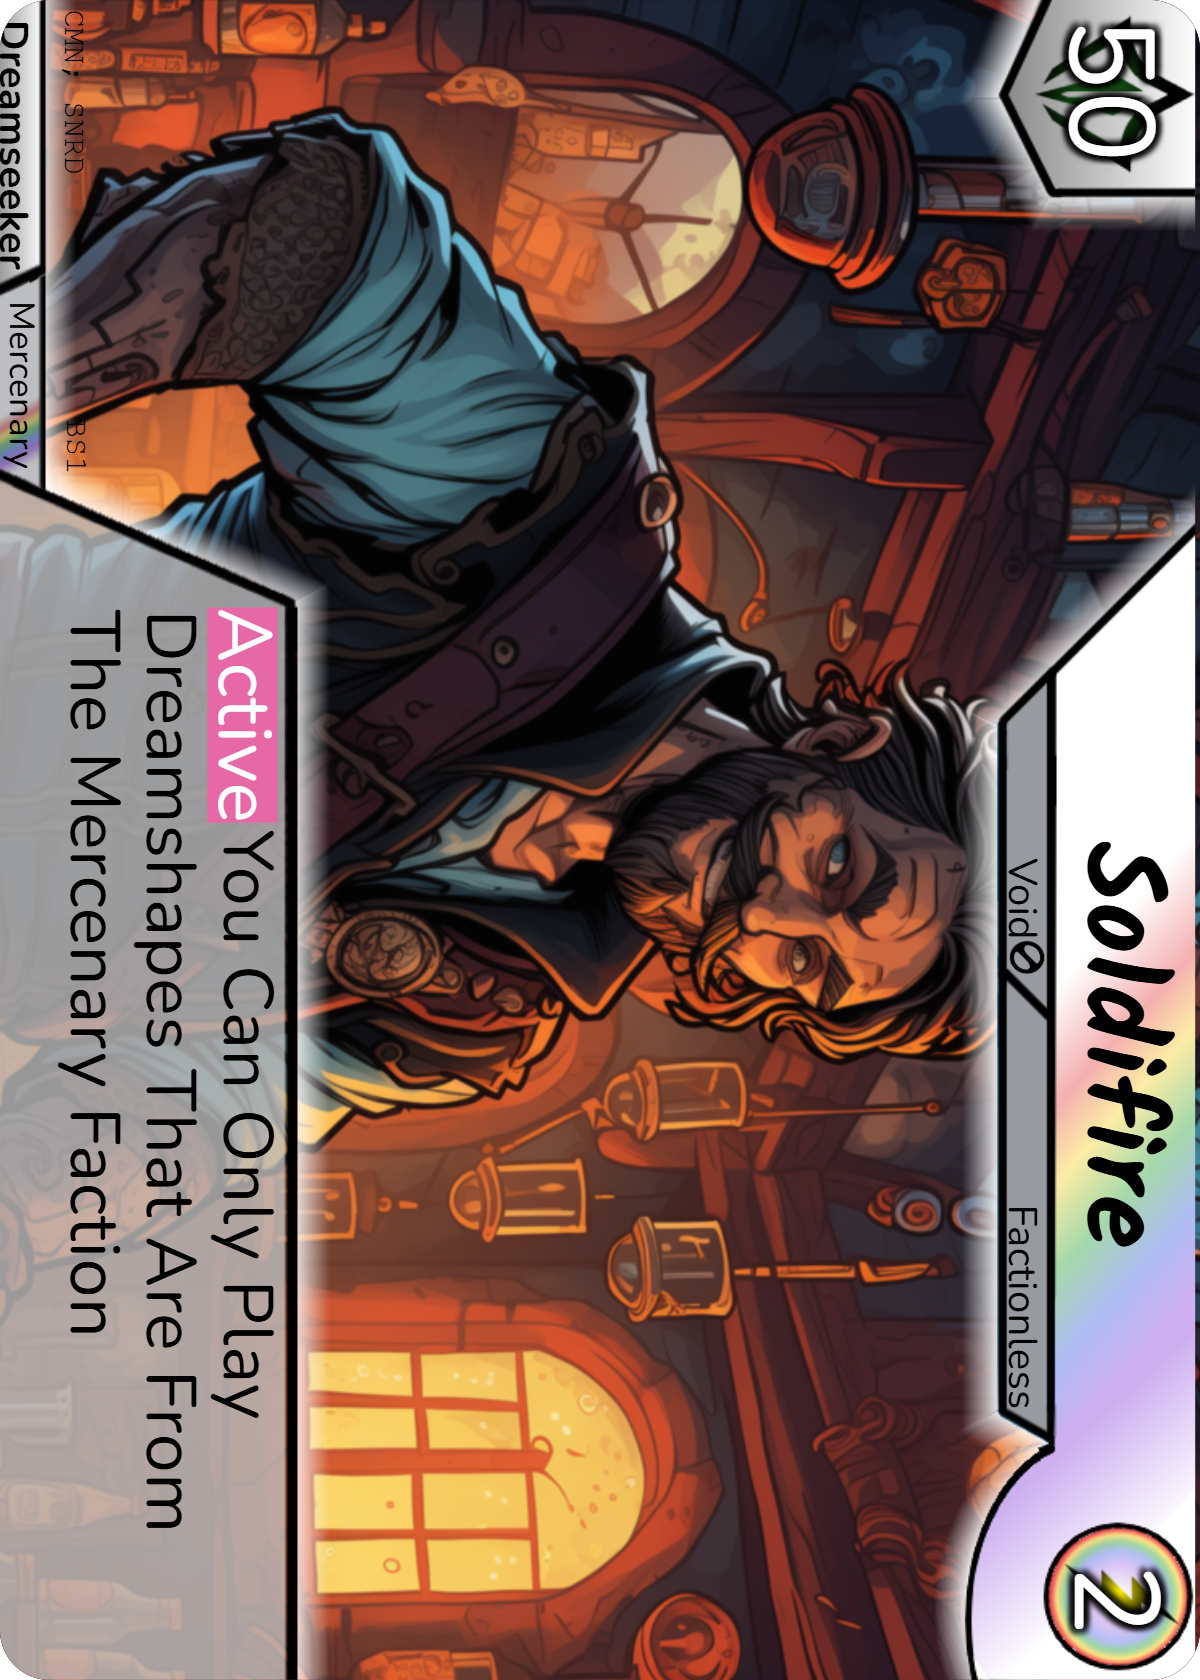 50
Soldifire
2
Void
Factionless
Active You Can Only Play
Dreamshapes That Are From
The Mercenary Faction
CMN; SNRD
BS1
Dreamseeker
Mercenary